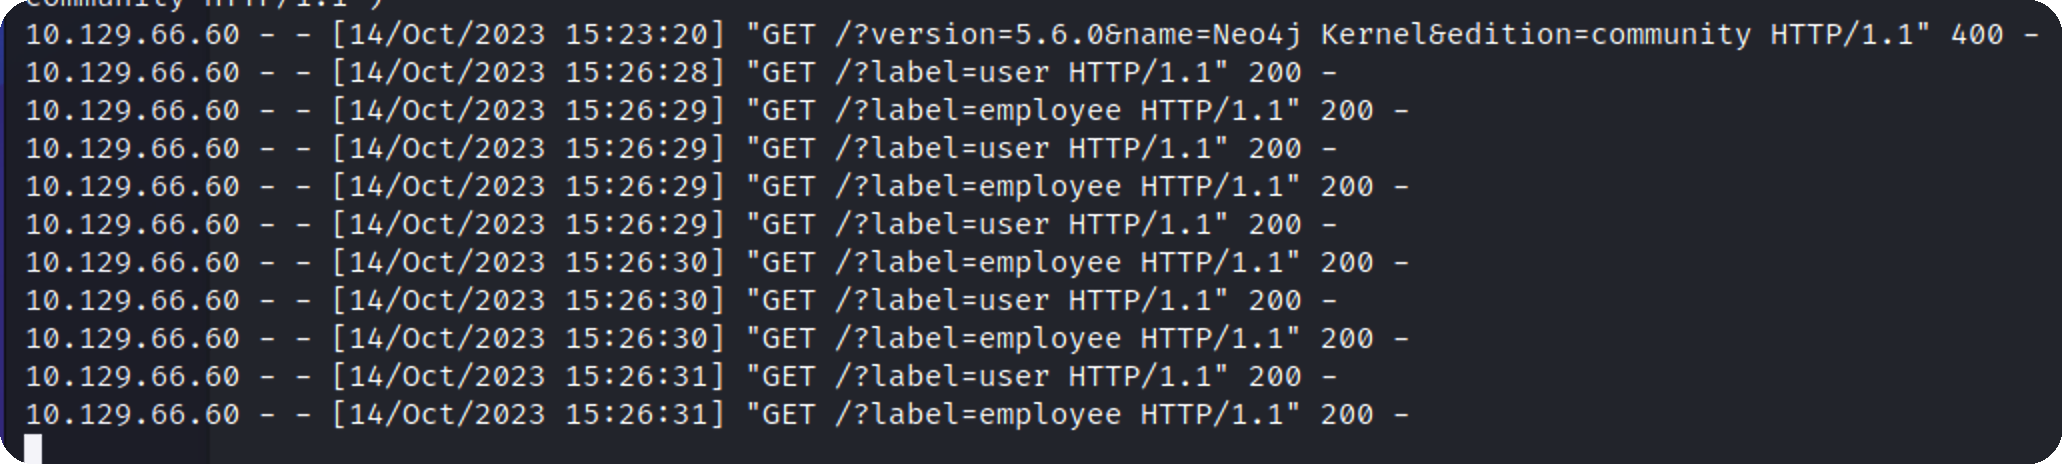 community HTTP/1.1")
10.129.66.60 - - [14/Oct/2023 15:23:20] "GET /?version=5.6.0&name=Neo4j Kernel&edition=community HTTP/1.1" 400 -
10.129.66.60 - - [14/Oct/2023 15:26:28] "GET /?label=user HTTP/1.1" 200 -
10.129.66.60 - - [14/Oct/2023 15:26:29] "GET /?label=employee HTTP/1.1" 200 -
10.129.66.60 - - [14/Oct/2023 15:26:29] "GET /?label=user HTTP/1.1" 200 -
10.129.66.60 - - [14/Oct/2023 15:26:29] "GET /?label=employee HTTP/1.1" 200 -
10.129.66.60 - - [14/Oct/2023 15:26:29] "GET /?label=user HTTP/1.1" 200 -
10.129.66.60 - - [14/Oct/2023 15:26:30] "GET /?label=employee HTTP/1.1" 200 -
10.129.66.60 - - [14/Oct/2023 15:26:30] "GET /?label=user HTTP/1.1" 200 -
10.129.66.60 - - [14/Oct/2023 15:26:30] "GET /?label=employee HTTP/1.1" 200 -
10.129.66.60 - - [14/Oct/2023 15:26:31] "GET /?label=user HTTP/1.1" 200 -
10.129.66.60 - - [14/Oct/2023 15:26:31] "GET /?label=employee HTTP/1.1" 200 -